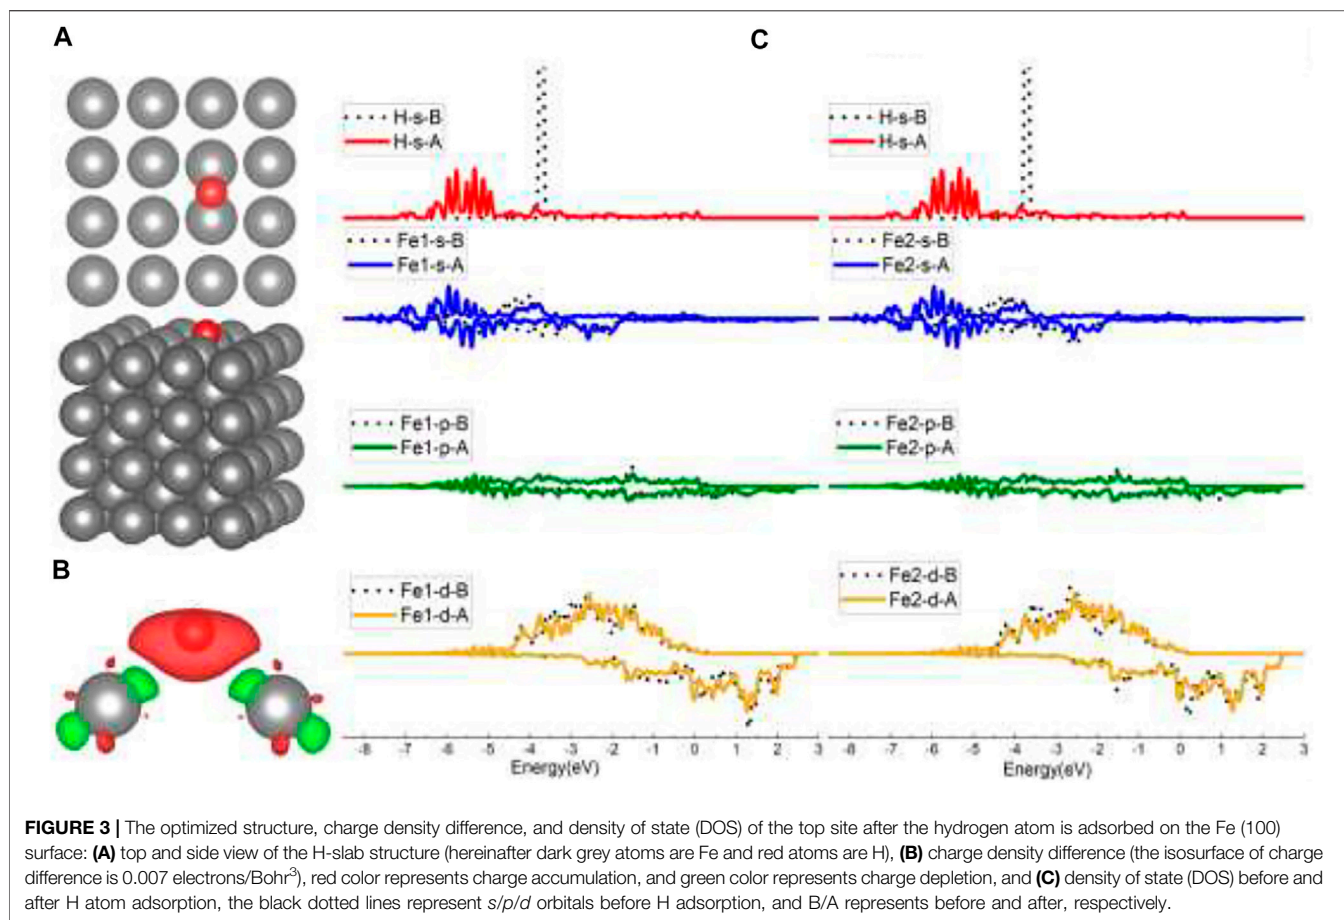 A
C
H-s-B
H-s-A
Fe1-s-B
Fe1-s-A
Fe1-p-B
Fe1-p-A
Fe1-d-B
Fe1-d-A
-8 -7 -6 -5 -4 -3 -2 -1 0 1 2 3
Energy(eV)
H-s-B
H-s-A
Fe2-s-B
Fe2-s-A
Fe2-p-B
Fe2-p-A
Fe2-d-B
Fe2-d-A
-8 -7 -6 -5 -4 -3 -2 -1 0 1 2 3
Energy(eV)
B
FIGURE 3 | The optimized structure, charge density difference, and density of state (DOS) of the top site after the hydrogen atom is adsorbed on the Fe (100)
surface: (A) top and side view of the H-slab structure (hereinafter dark grey atoms are Fe and red atoms are H), (B) charge density difference (the isosurface of charge
difference is 0.007 electrons/Bohr³), red color represents charge accumulation, and green color represents charge depletion, and (C) density of state (DOS) before and
after H atom adsorption, the black dotted lines represent s/p/d orbitals before H adsorption, and B/A represents before and after, respectively.